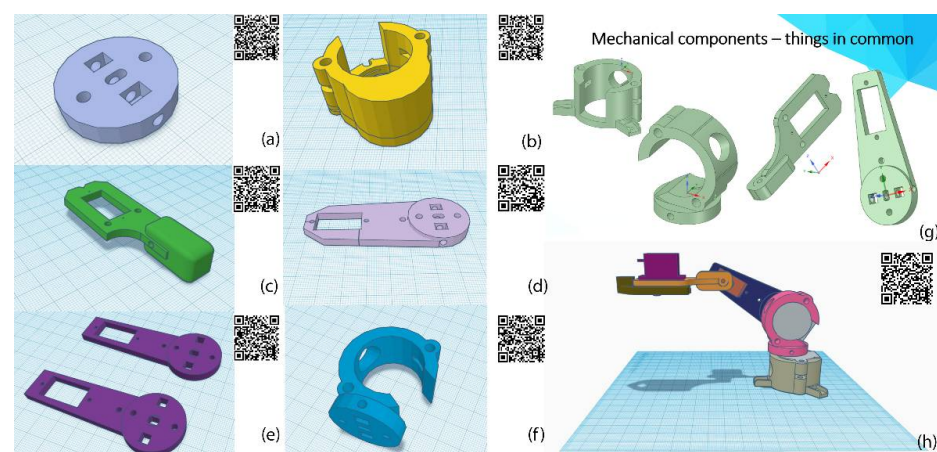 Mechanical components – things in common
(a)
(b)
(c)
(d)
(g)
(e)
(f)
(h)